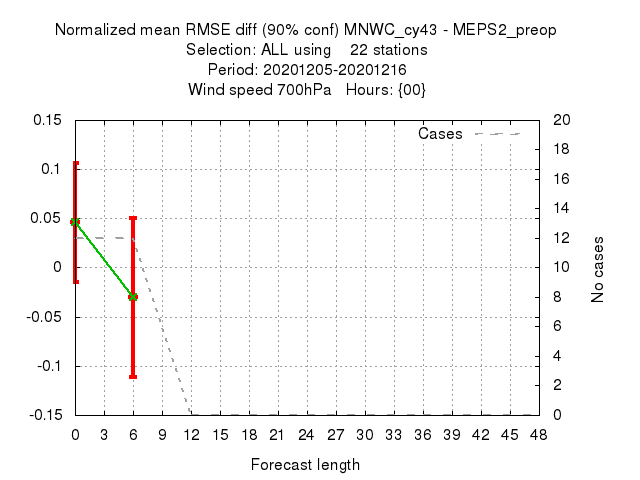 Normalized mean RMSE diff (90% conf) MNWC_cy43 - MEPS2_preop
Selection: ALL using    22 stations
Period: 20201205-20201216
Wind speed 700hPa   Hours: {00}
0.15
0.1
0.05
0
-0.05
-0.1
-0.15
Cases
20
18
16
14
12
10
8
6
4
2
0
No cases
0 3 6 9 12 15 18 21 24 27 30 33 36 39 42 45 48
Forecast length